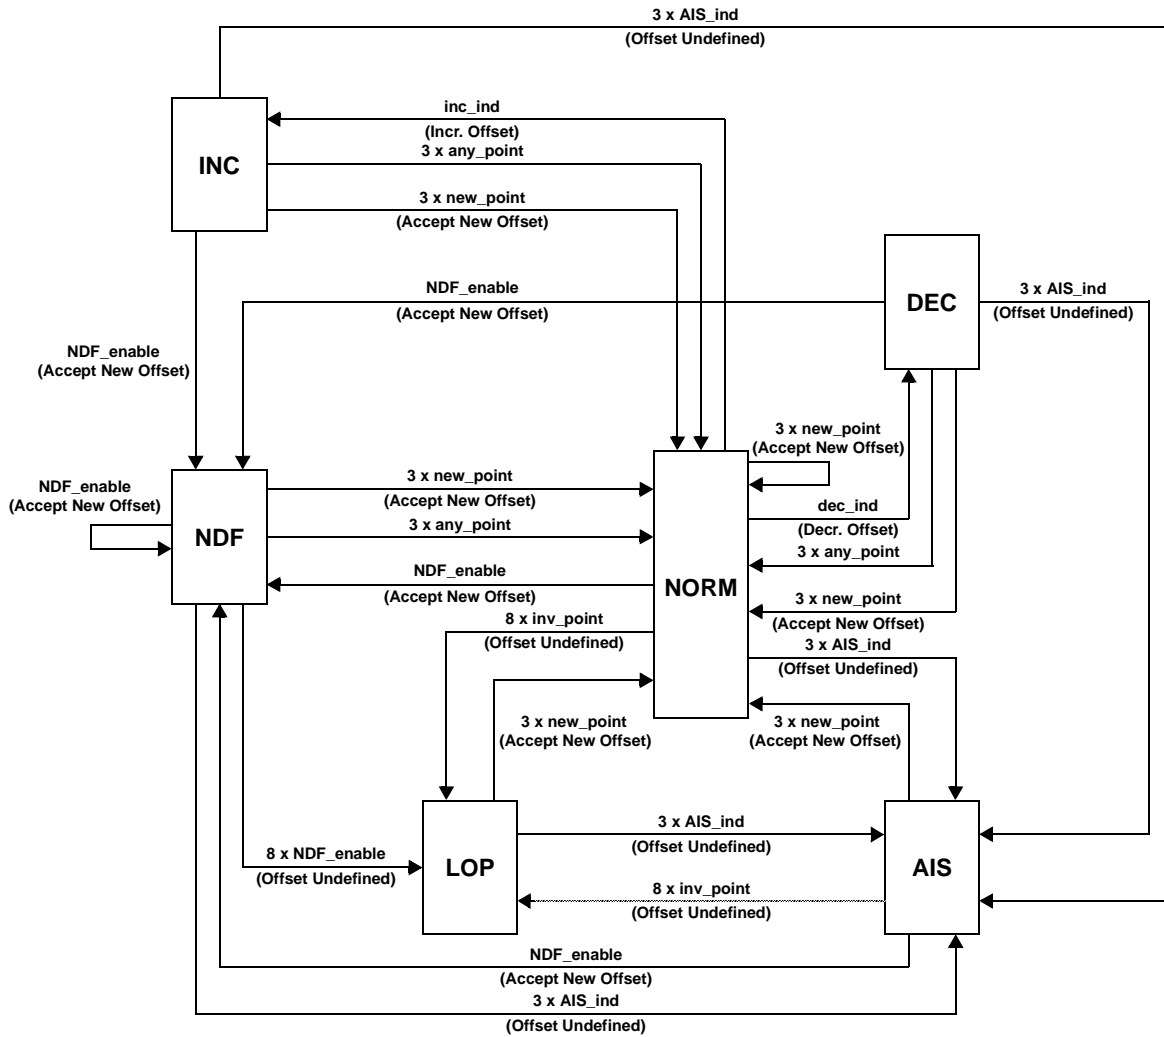 3 x AIS_ind
(Offset Undefined)
inc_ind
(Incr. Offset)
3 x any_point
INC
3 x new_point
(Accept New Offset)
NDF_enable
(Accept New Offset)
DEC
3 x AIS_ind
(Offset Undefined)
NDF_enable
(Accept New Offset)
3 x new_point
(Accept New Offset)
NDF_enable
(Accept New Offset)
3 x new_point
(Accept New Offset)
dec_ind
(Decr. Offset)
3 x any_point
NDF
3 x any_point
NDF_enable
(Accept New Offset)
NORM
3 x new_point
(Accept New Offset)
8 x inv_point
(Offset Undefined)
3 x AIS_ind
(Offset Undefined)
3 x new_point
(Accept New Offset)
3 x new_point
(Accept New Offset)
3 x AIS_ind
(Offset Undefined)
8 x NDF_enable
(Offset Undefined)
LOP
AIS
8 x inv_point
(Offset Undefined)
NDF_enable
(Accept New Offset)
3 x AIS_ind
(Offset Undefined)